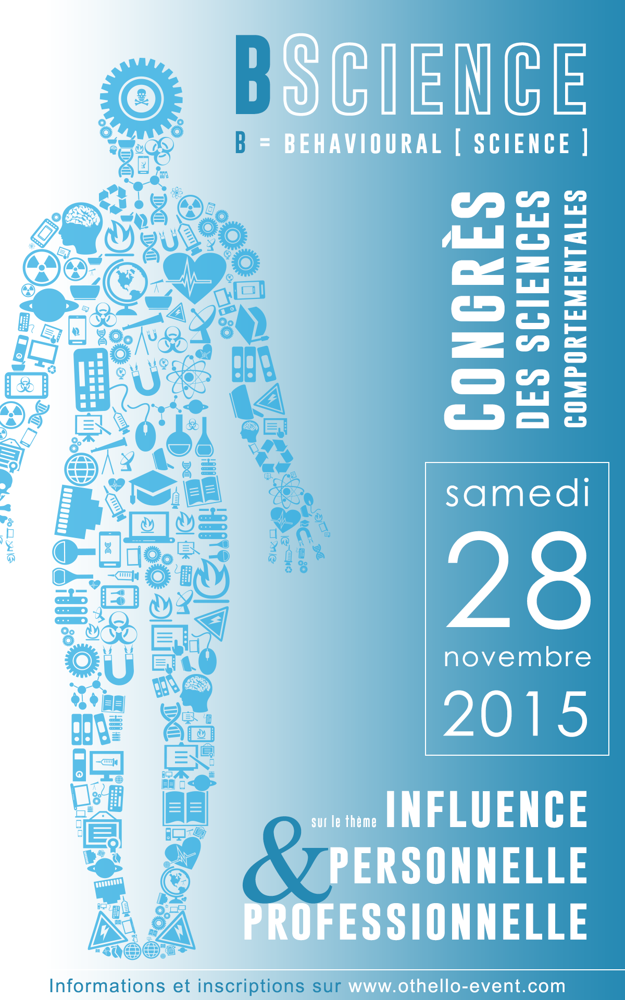 BSCIENCE
B = BEHAVIOURAL [ SCIENCE ]
CONGRÈS
DES SCIENCES
COMPORTEMENTALES
samedi
28
novembre
2015
sur le thème INFLUENCE
& PERSONNELLE
PROFESSIONNELLE
Informations et inscriptions sur www.othello-event.com